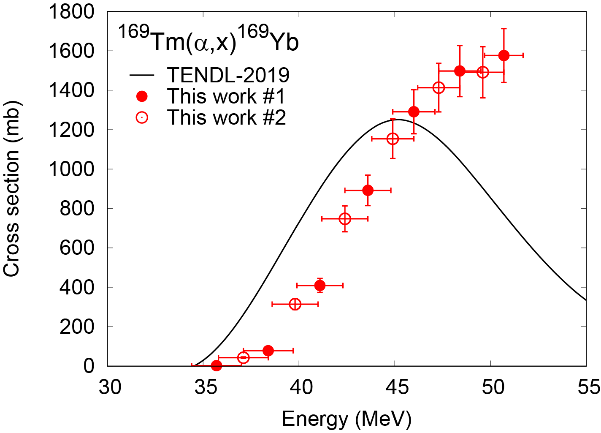 1800
1600
1400
1200
1000
800
600
400
200
0
Cross section (mb)
¹⁶⁹Tm(α,x)¹⁶⁹Yb
TENDL-2019
This work #1
This work #2
30 35 40 45 50 55
Energy (MeV)